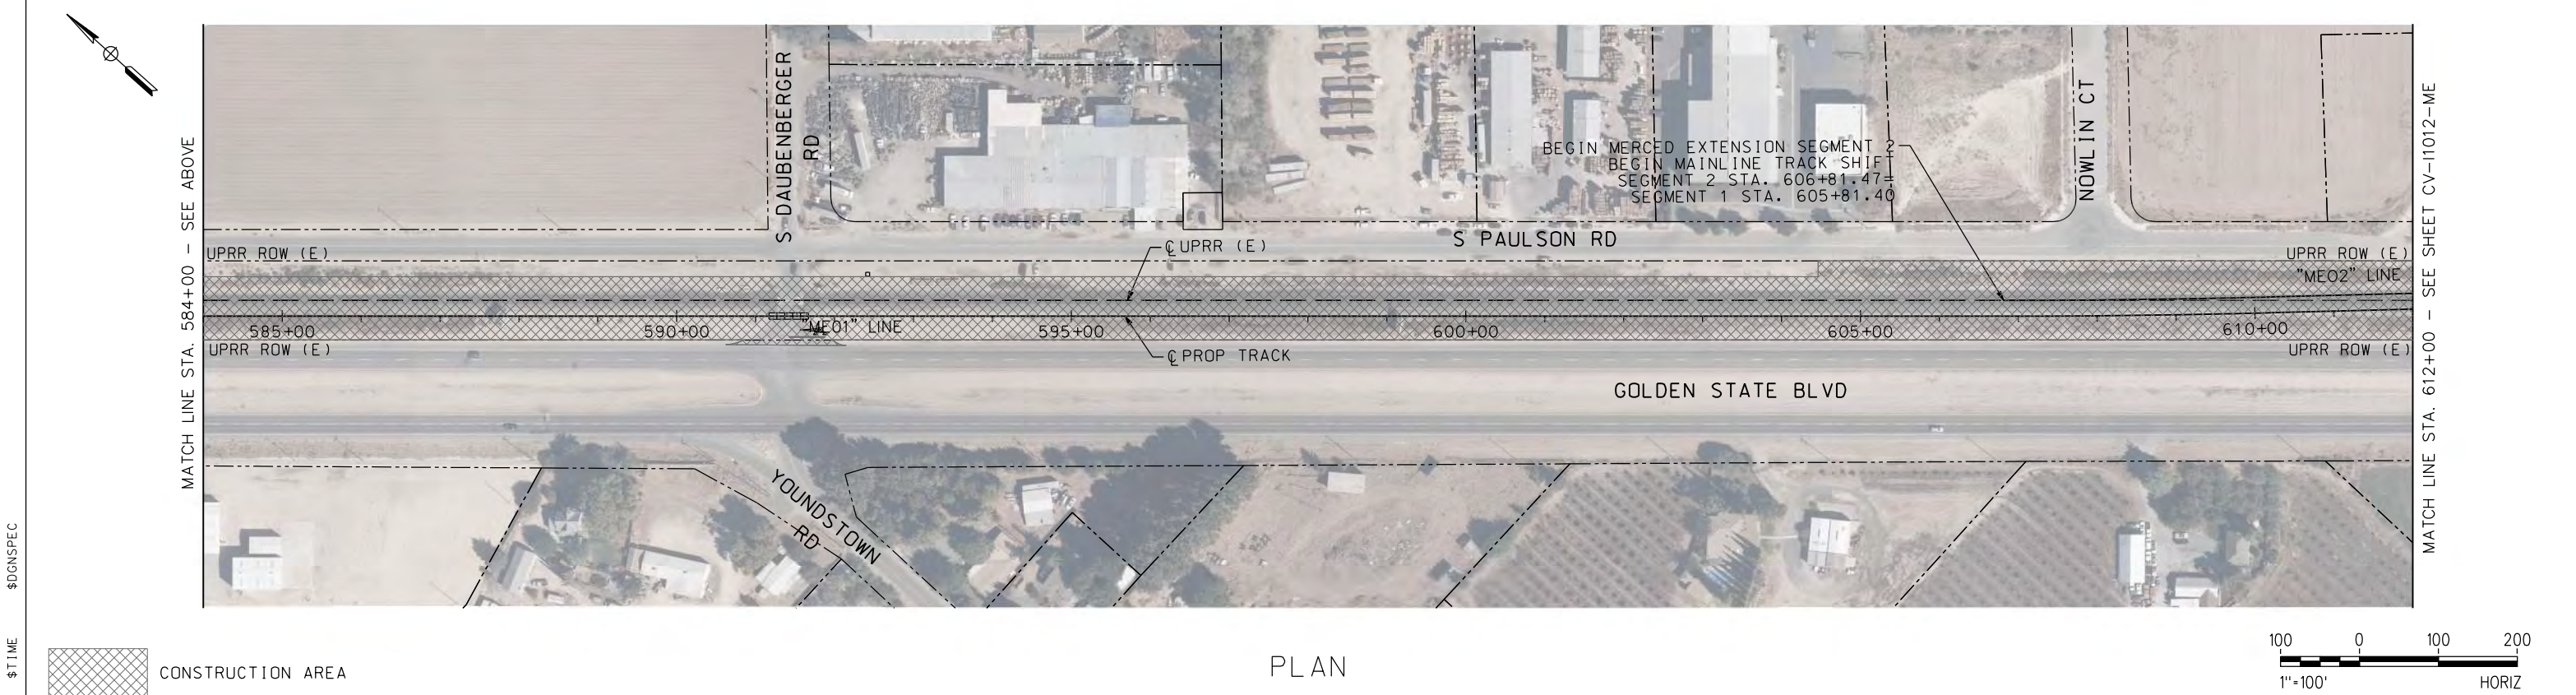 MATCH LINE STA. 584+00 - SEE ABOVE
S DAUBENBERGER
RD
BEGIN MERCED EXTENSION SEGMENT 2
BEGIN MAINLINE TRACK SHIFT
SEGMENT 2 STA. 606+81.47=
SEGMENT 1 STA. 605+81.40
NOWLIN CT
MATCH LINE STA. 612+00 - SEE SHEET CV-I1012-ME
UPRR ROW (E)
℄ UPRR (E)
S PAULSON RD
UPRR ROW (E)
"ME02" LINE
585+00
590+00
"ME01" LINE
595+00
600+00
605+00
610+00
UPRR ROW (E)
℄ PROP TRACK
UPRR ROW (E)
GOLDEN STATE BLVD
YOUNDSTOWN
RD
$DGNSPEC
$TIME
CONSTRUCTION AREA
PLAN
100 0 100 200
1"=100' HORIZ